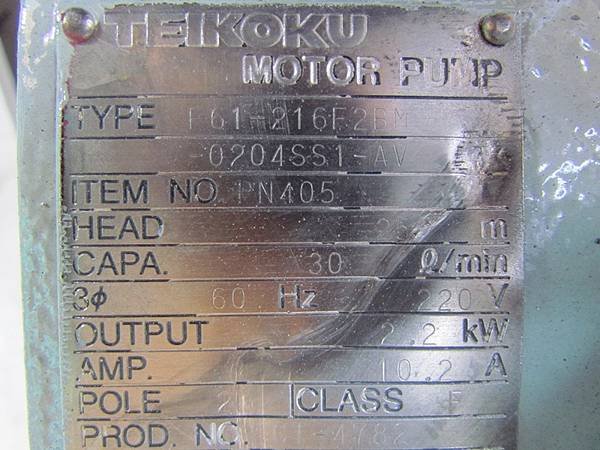 TEIKOKU
MOTOR PUMP
TYPE F61-216F2BM
-0204SS1-AV
ITEM NO. PN405
HEAD m
CAPA. 30 ℓ/min
3φ 60 Hz 220 V
OUTPUT 2.2 kW
AMP. 10.2 A
POLE 2 CLASS F
PROD. NO.